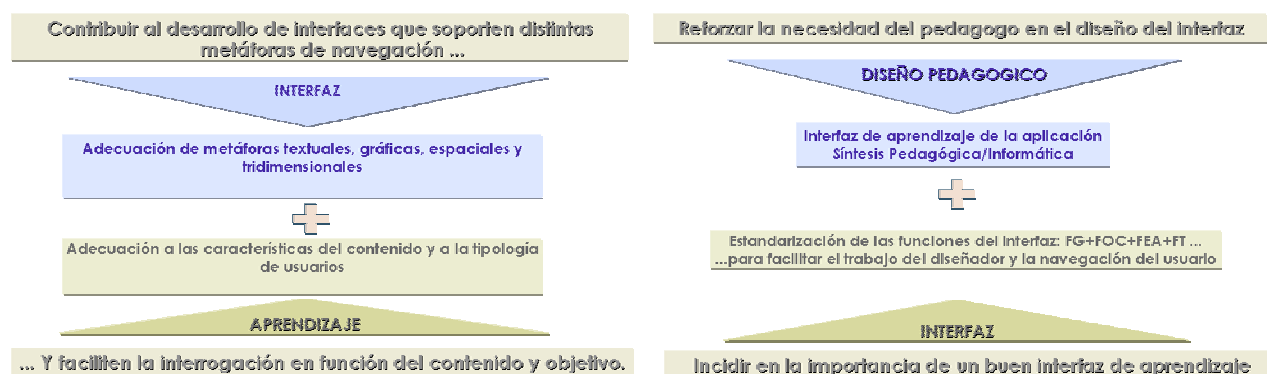 Contribuir al desarrollo de interfaces que soporten distintas
metáforas de navegación ...
INTERFAZ
Adecuación de metáforas textuales, gráficas, espaciales y
tridimensionales
Adecuación a las características del contenido y a la tipología
de usuarios
APRENDIZAJE
... Y faciliten la interrogación en función del contenido y objetivo.
Reforzar la necesidad del pedagogo en el diseño del interfaz
DISEÑO PEDAGOGICO
Interfaz de aprendizaje de la aplicación
Síntesis Pedagógica/Informática
Estandarización de las funciones del interfaz: FG+FOC+FEA+FT ...
...para facilitar el trabajo del diseñador y la navegación del usuario
INTERFAZ
Incidir en la importancia de un buen interfaz de aprendizaje